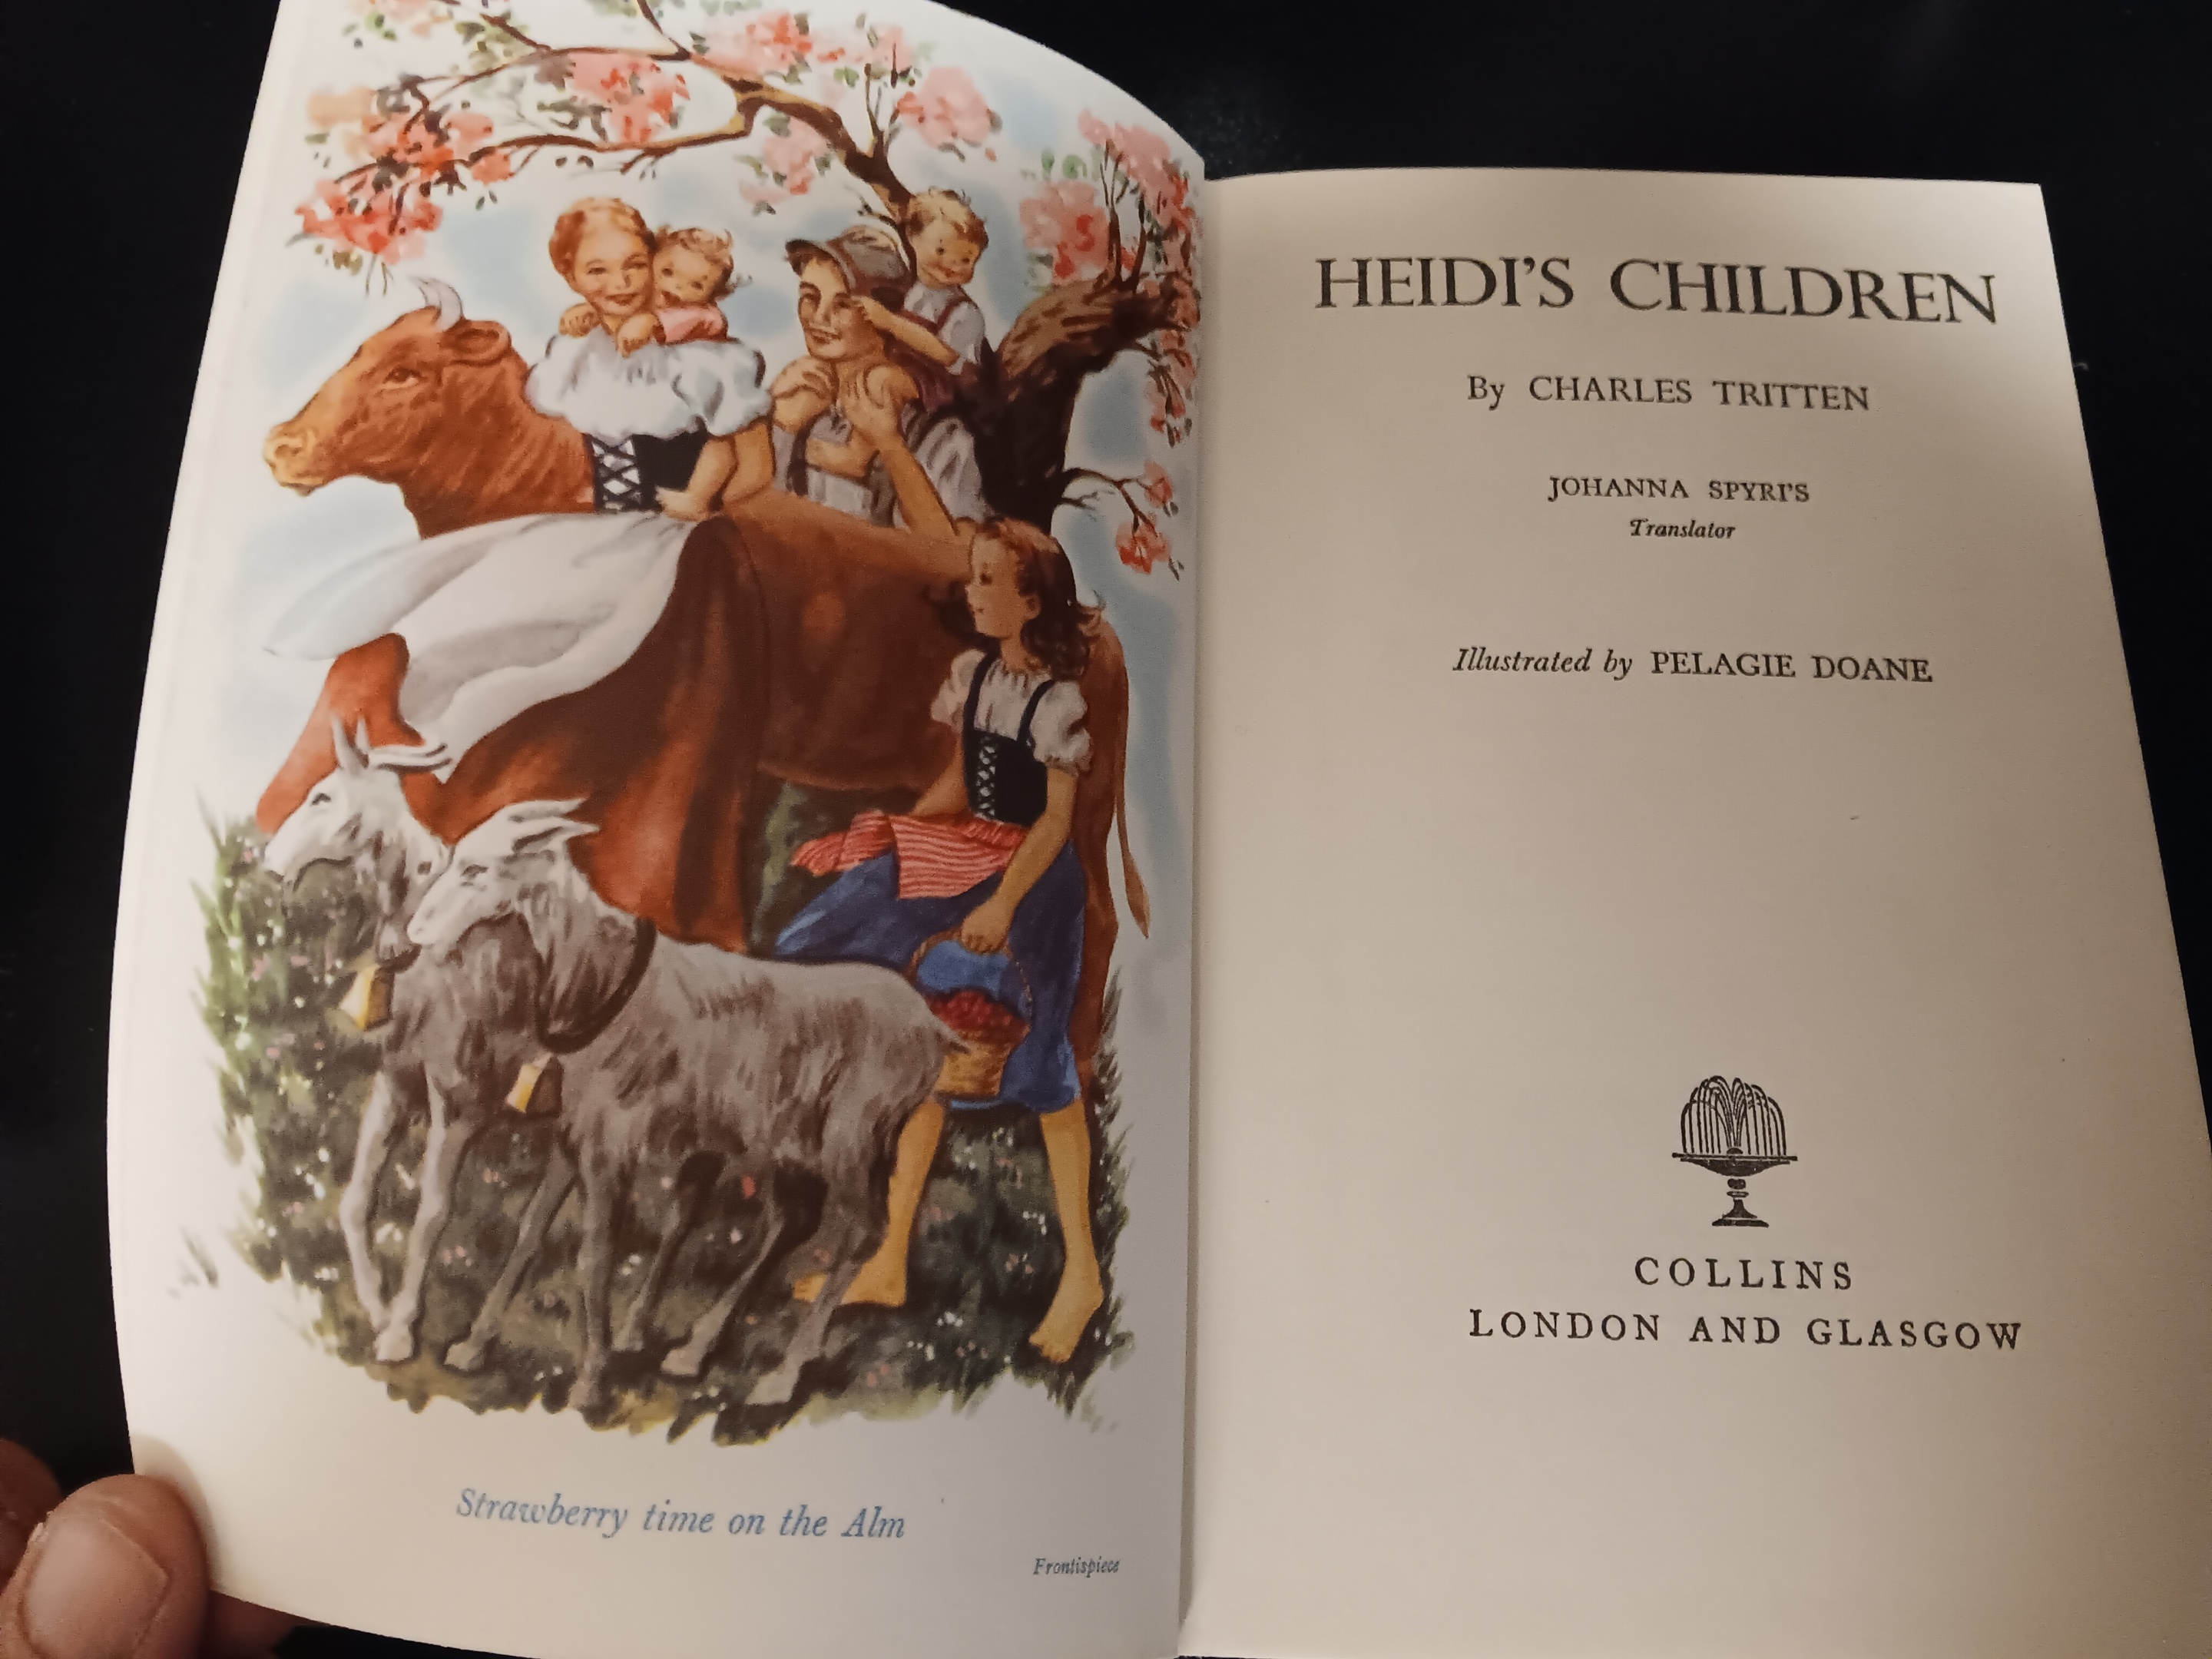 Strawberry time on the Alm
Frontispiece
HEIDI'S CHILDREN
By CHARLES TRITTEN
JOHANNA SPYRI'S
Translator
Illustrated by PELAGIE DOANE
COLLINS
LONDON AND GLASGOW